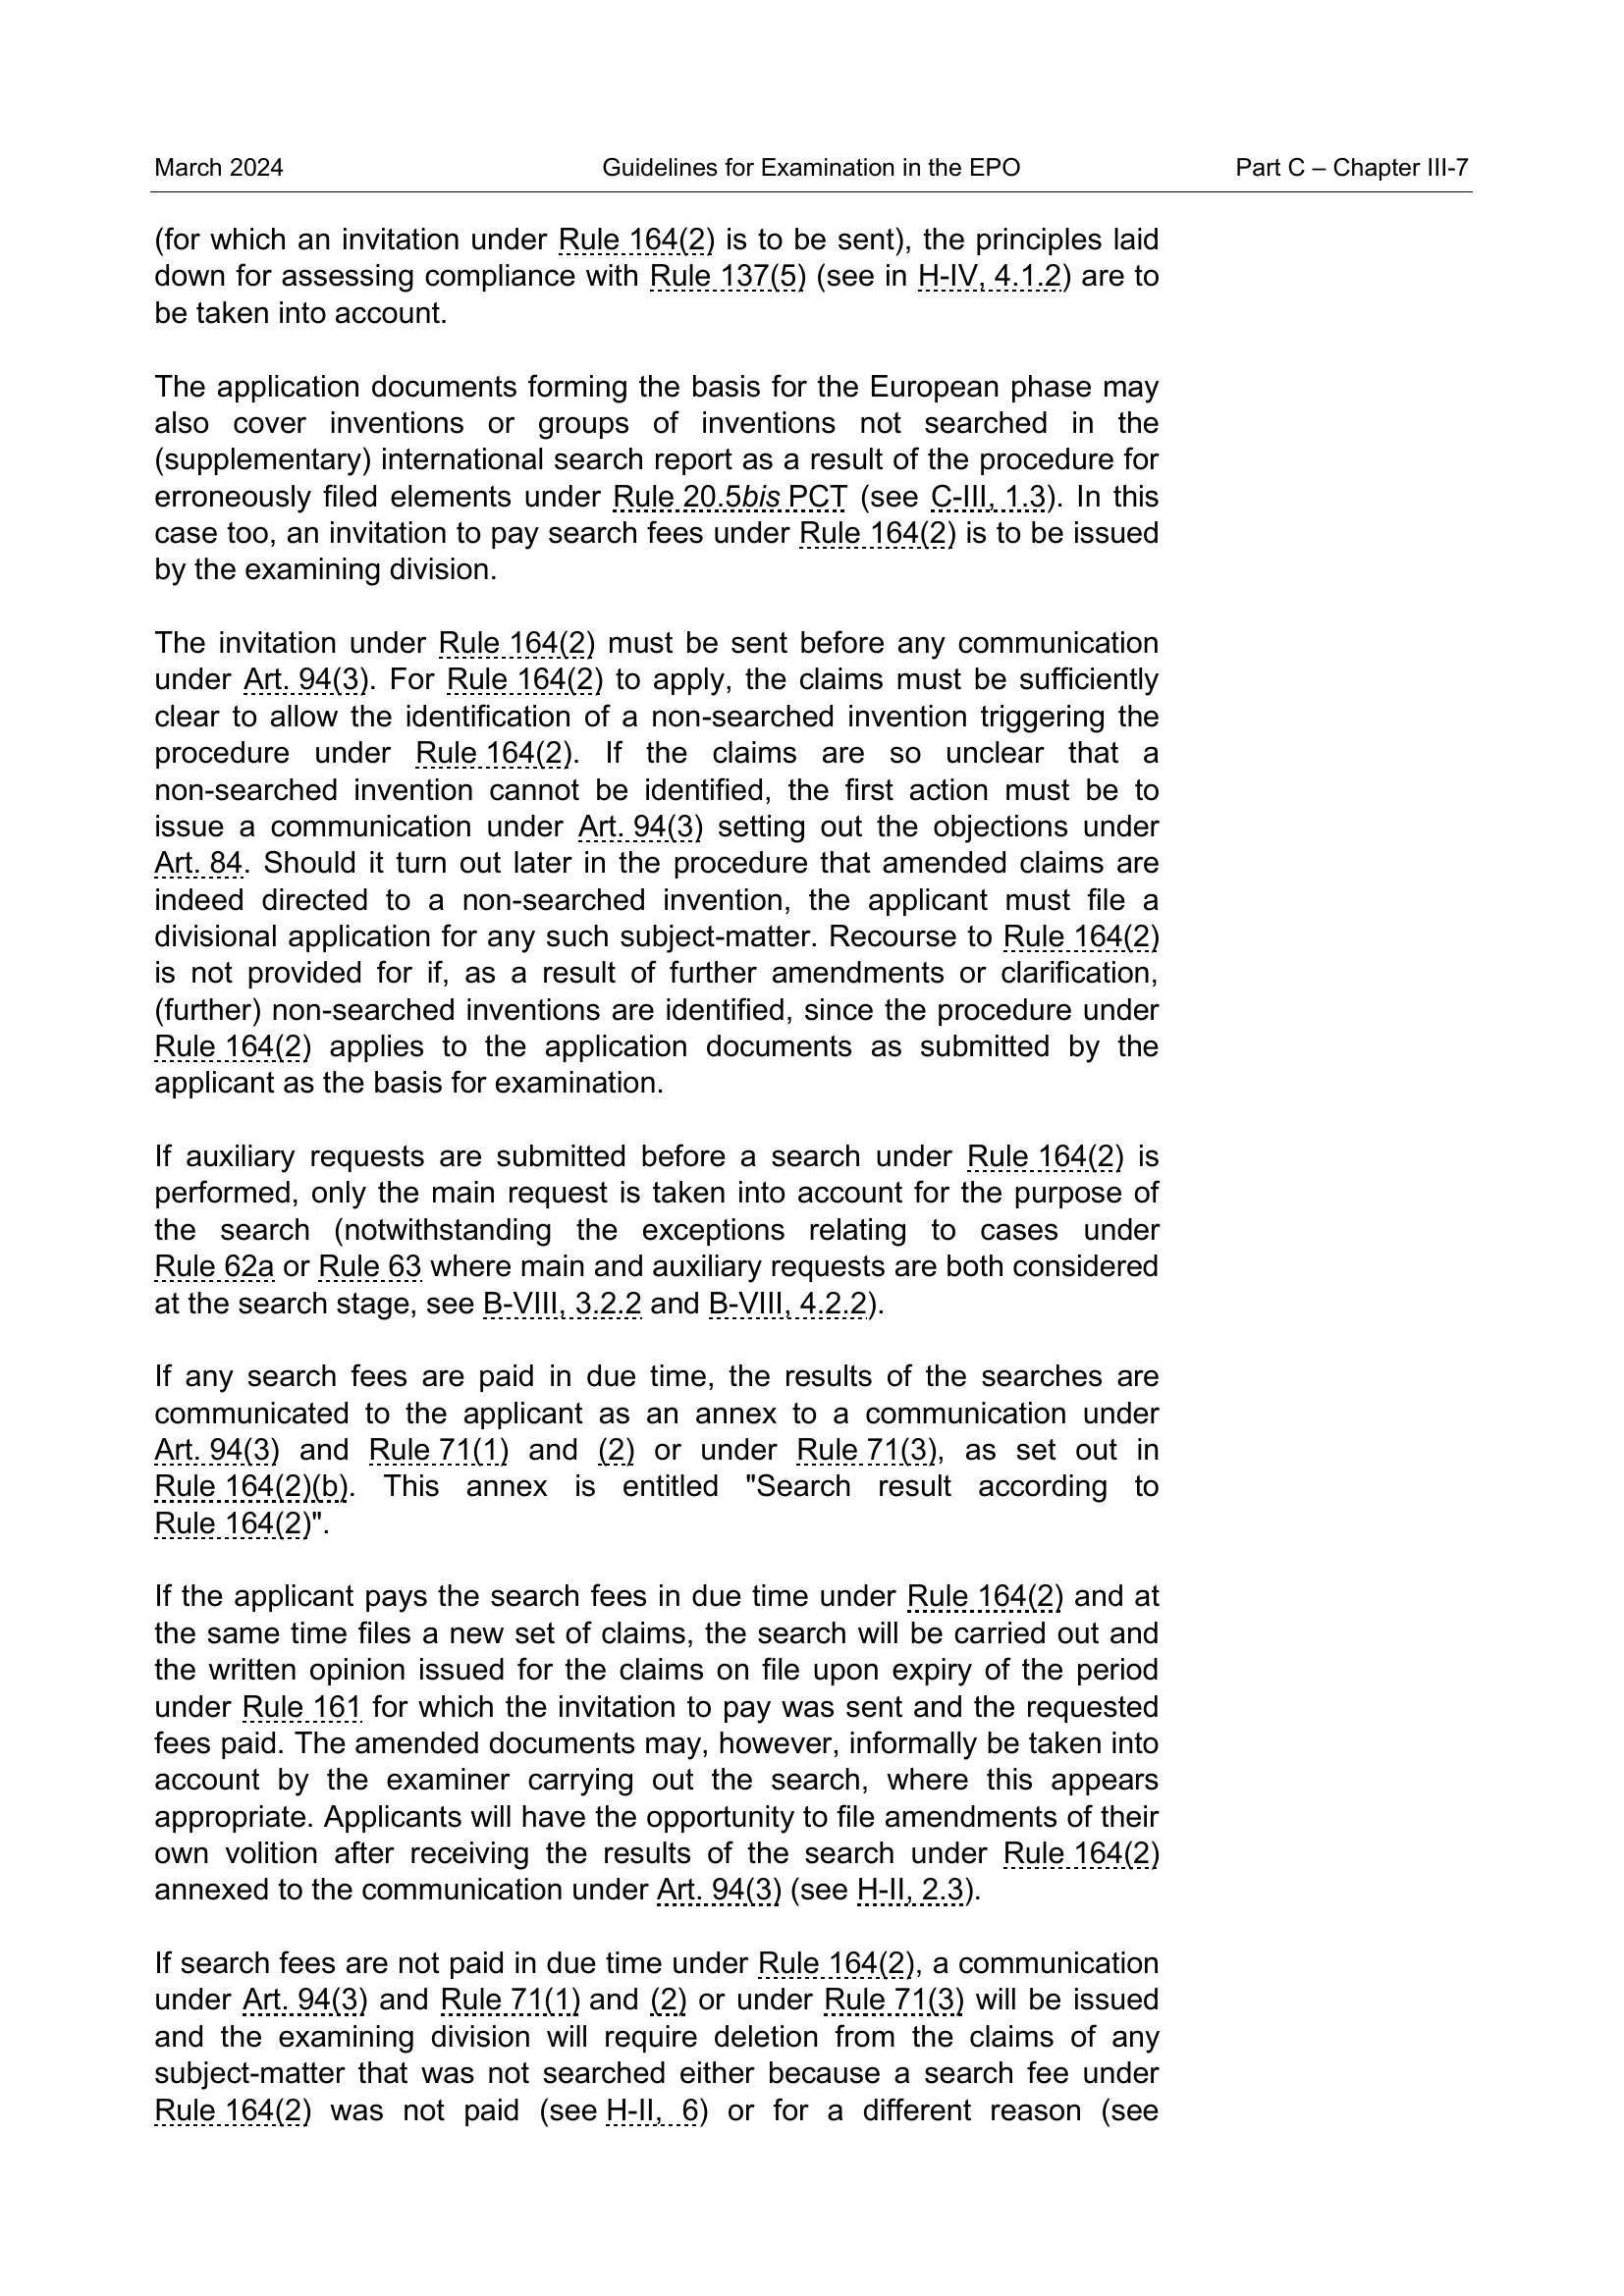 March 2024 Guidelines for Examination in the EPO Part C – Chapter III-7
(for which an invitation under Rule 164(2) is to be sent), the principles laid
down for assessing compliance with Rule 137(5) (see in H-IV, 4.1.2) are to
be taken into account.
The application documents forming the basis for the European phase may
also cover inventions or groups of inventions not searched in the
(supplementary) international search report as a result of the procedure for
erroneously filed elements under Rule 20.5bis PCT (see C-III, 1.3). In this
case too, an invitation to pay search fees under Rule 164(2) is to be issued
by the examining division.
The invitation under Rule 164(2) must be sent before any communication
under Art. 94(3). For Rule 164(2) to apply, the claims must be sufficiently
clear to allow the identification of a non-searched invention triggering the
procedure under Rule 164(2). If the claims are so unclear that a
non-searched invention cannot be identified, the first action must be to
issue a communication under Art. 94(3) setting out the objections under
Art. 84. Should it turn out later in the procedure that amended claims are
indeed directed to a non-searched invention, the applicant must file a
divisional application for any such subject-matter. Recourse to Rule 164(2)
is not provided for if, as a result of further amendments or clarification,
(further) non-searched inventions are identified, since the procedure under
Rule 164(2) applies to the application documents as submitted by the
applicant as the basis for examination.
If auxiliary requests are submitted before a search under Rule 164(2) is
performed, only the main request is taken into account for the purpose of
the search (notwithstanding the exceptions relating to cases under
Rule 62a or Rule 63 where main and auxiliary requests are both considered
at the search stage, see B-VIII, 3.2.2 and B-VIII, 4.2.2).
If any search fees are paid in due time, the results of the searches are
communicated to the applicant as an annex to a communication under
Art. 94(3) and Rule 71(1) and (2) or under Rule 71(3), as set out in
Rule 164(2)(b). This annex is entitled "Search result according to
Rule 164(2)".
If the applicant pays the search fees in due time under Rule 164(2) and at
the same time files a new set of claims, the search will be carried out and
the written opinion issued for the claims on file upon expiry of the period
under Rule 161 for which the invitation to pay was sent and the requested
fees paid. The amended documents may, however, informally be taken into
account by the examiner carrying out the search, where this appears
appropriate. Applicants will have the opportunity to file amendments of their
own volition after receiving the results of the search under Rule 164(2)
annexed to the communication under Art. 94(3) (see H-II, 2.3).
If search fees are not paid in due time under Rule 164(2), a communication
under Art. 94(3) and Rule 71(1) and (2) or under Rule 71(3) will be issued
and the examining division will require deletion from the claims of any
subject-matter that was not searched either because a search fee under
Rule 164(2) was not paid (see H-II, 6) or for a different reason (see